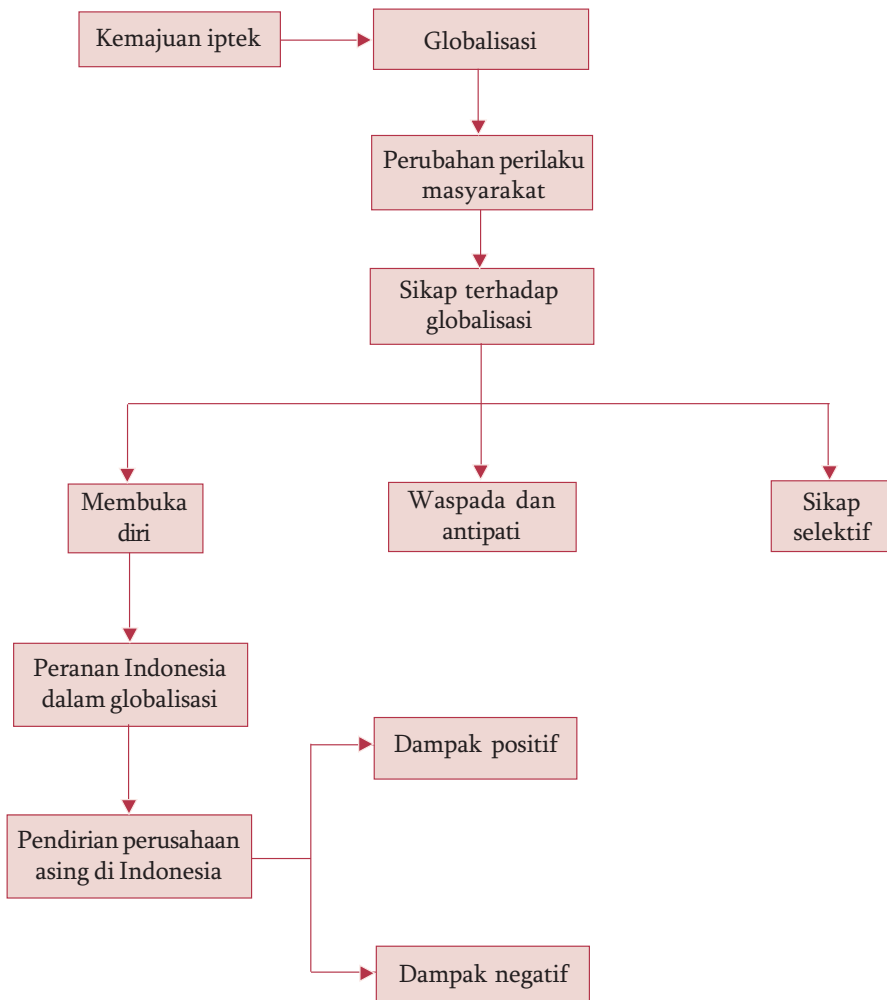 Kemajuan iptek
Globalisasi
Perubahan perilaku
masyarakat
Sikap terhadap
globalisasi
Membuka
diri
Waspada dan
antipati
Sikap
selektif
Peranan Indonesia
dalam globalisasi
Dampak positif
Pendirian perusahaan
asing di Indonesia
Dampak negatif